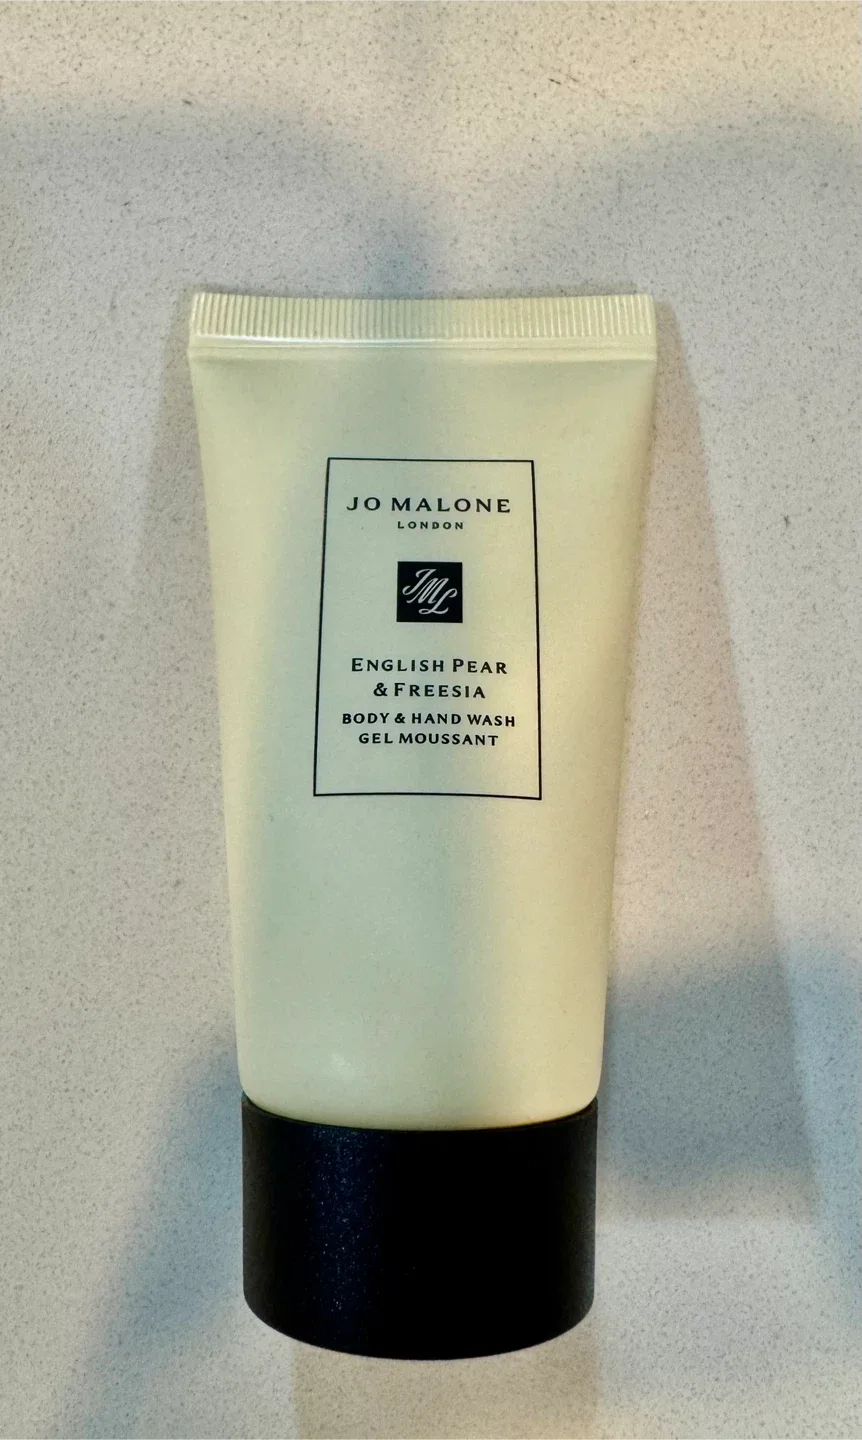 JO MALONE
LONDON
JML
ENGLISH PEAR
& FREESIA
BODY & HAND WASH
GEL MOUSSANT